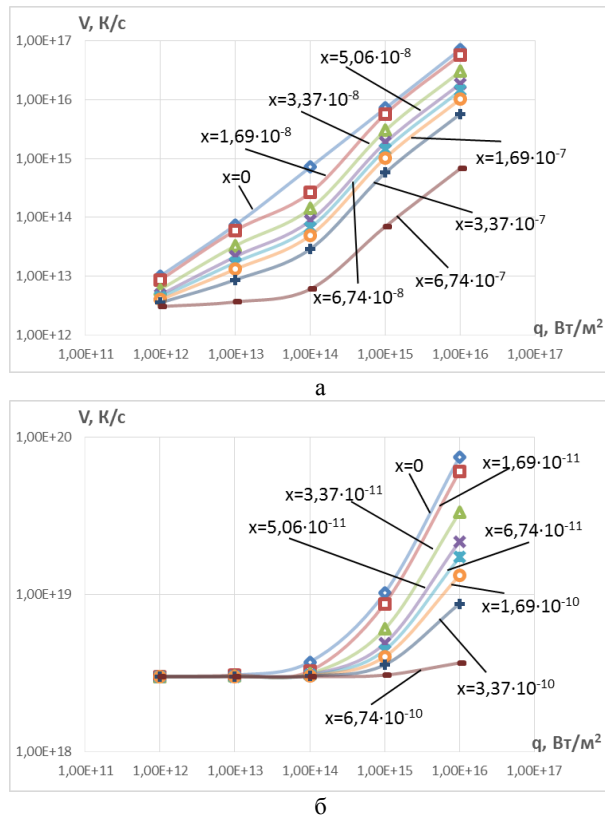 V, К/с
1,00E+17
1,00E+16
1,00E+15
1,00E+14
1,00E+13
1,00E+12
x=5,06·10⁻⁸
x=3,37·10⁻⁸
x=1,69·10⁻⁸
x=0
x=1,69·10⁻⁷
x=3,37·10⁻⁷
x=6,74·10⁻⁷
x=6,74·10⁻⁸
q, Вт/м²
1,00E+11 1,00E+12 1,00E+13 1,00E+14 1,00E+15 1,00E+16 1,00E+17
а
V, К/с
1,00E+20
1,00E+19
1,00E+18
x=0
x=1,69·10⁻¹¹
x=3,37·10⁻¹¹
x=5,06·10⁻¹¹
x=6,74·10⁻¹¹
x=1,69·10⁻¹⁰
x=3,37·10⁻¹⁰
x=6,74·10⁻¹⁰
q, Вт/м²
1,00E+11 1,00E+12 1,00E+13 1,00E+14 1,00E+15 1,00E+16 1,00E+17
б